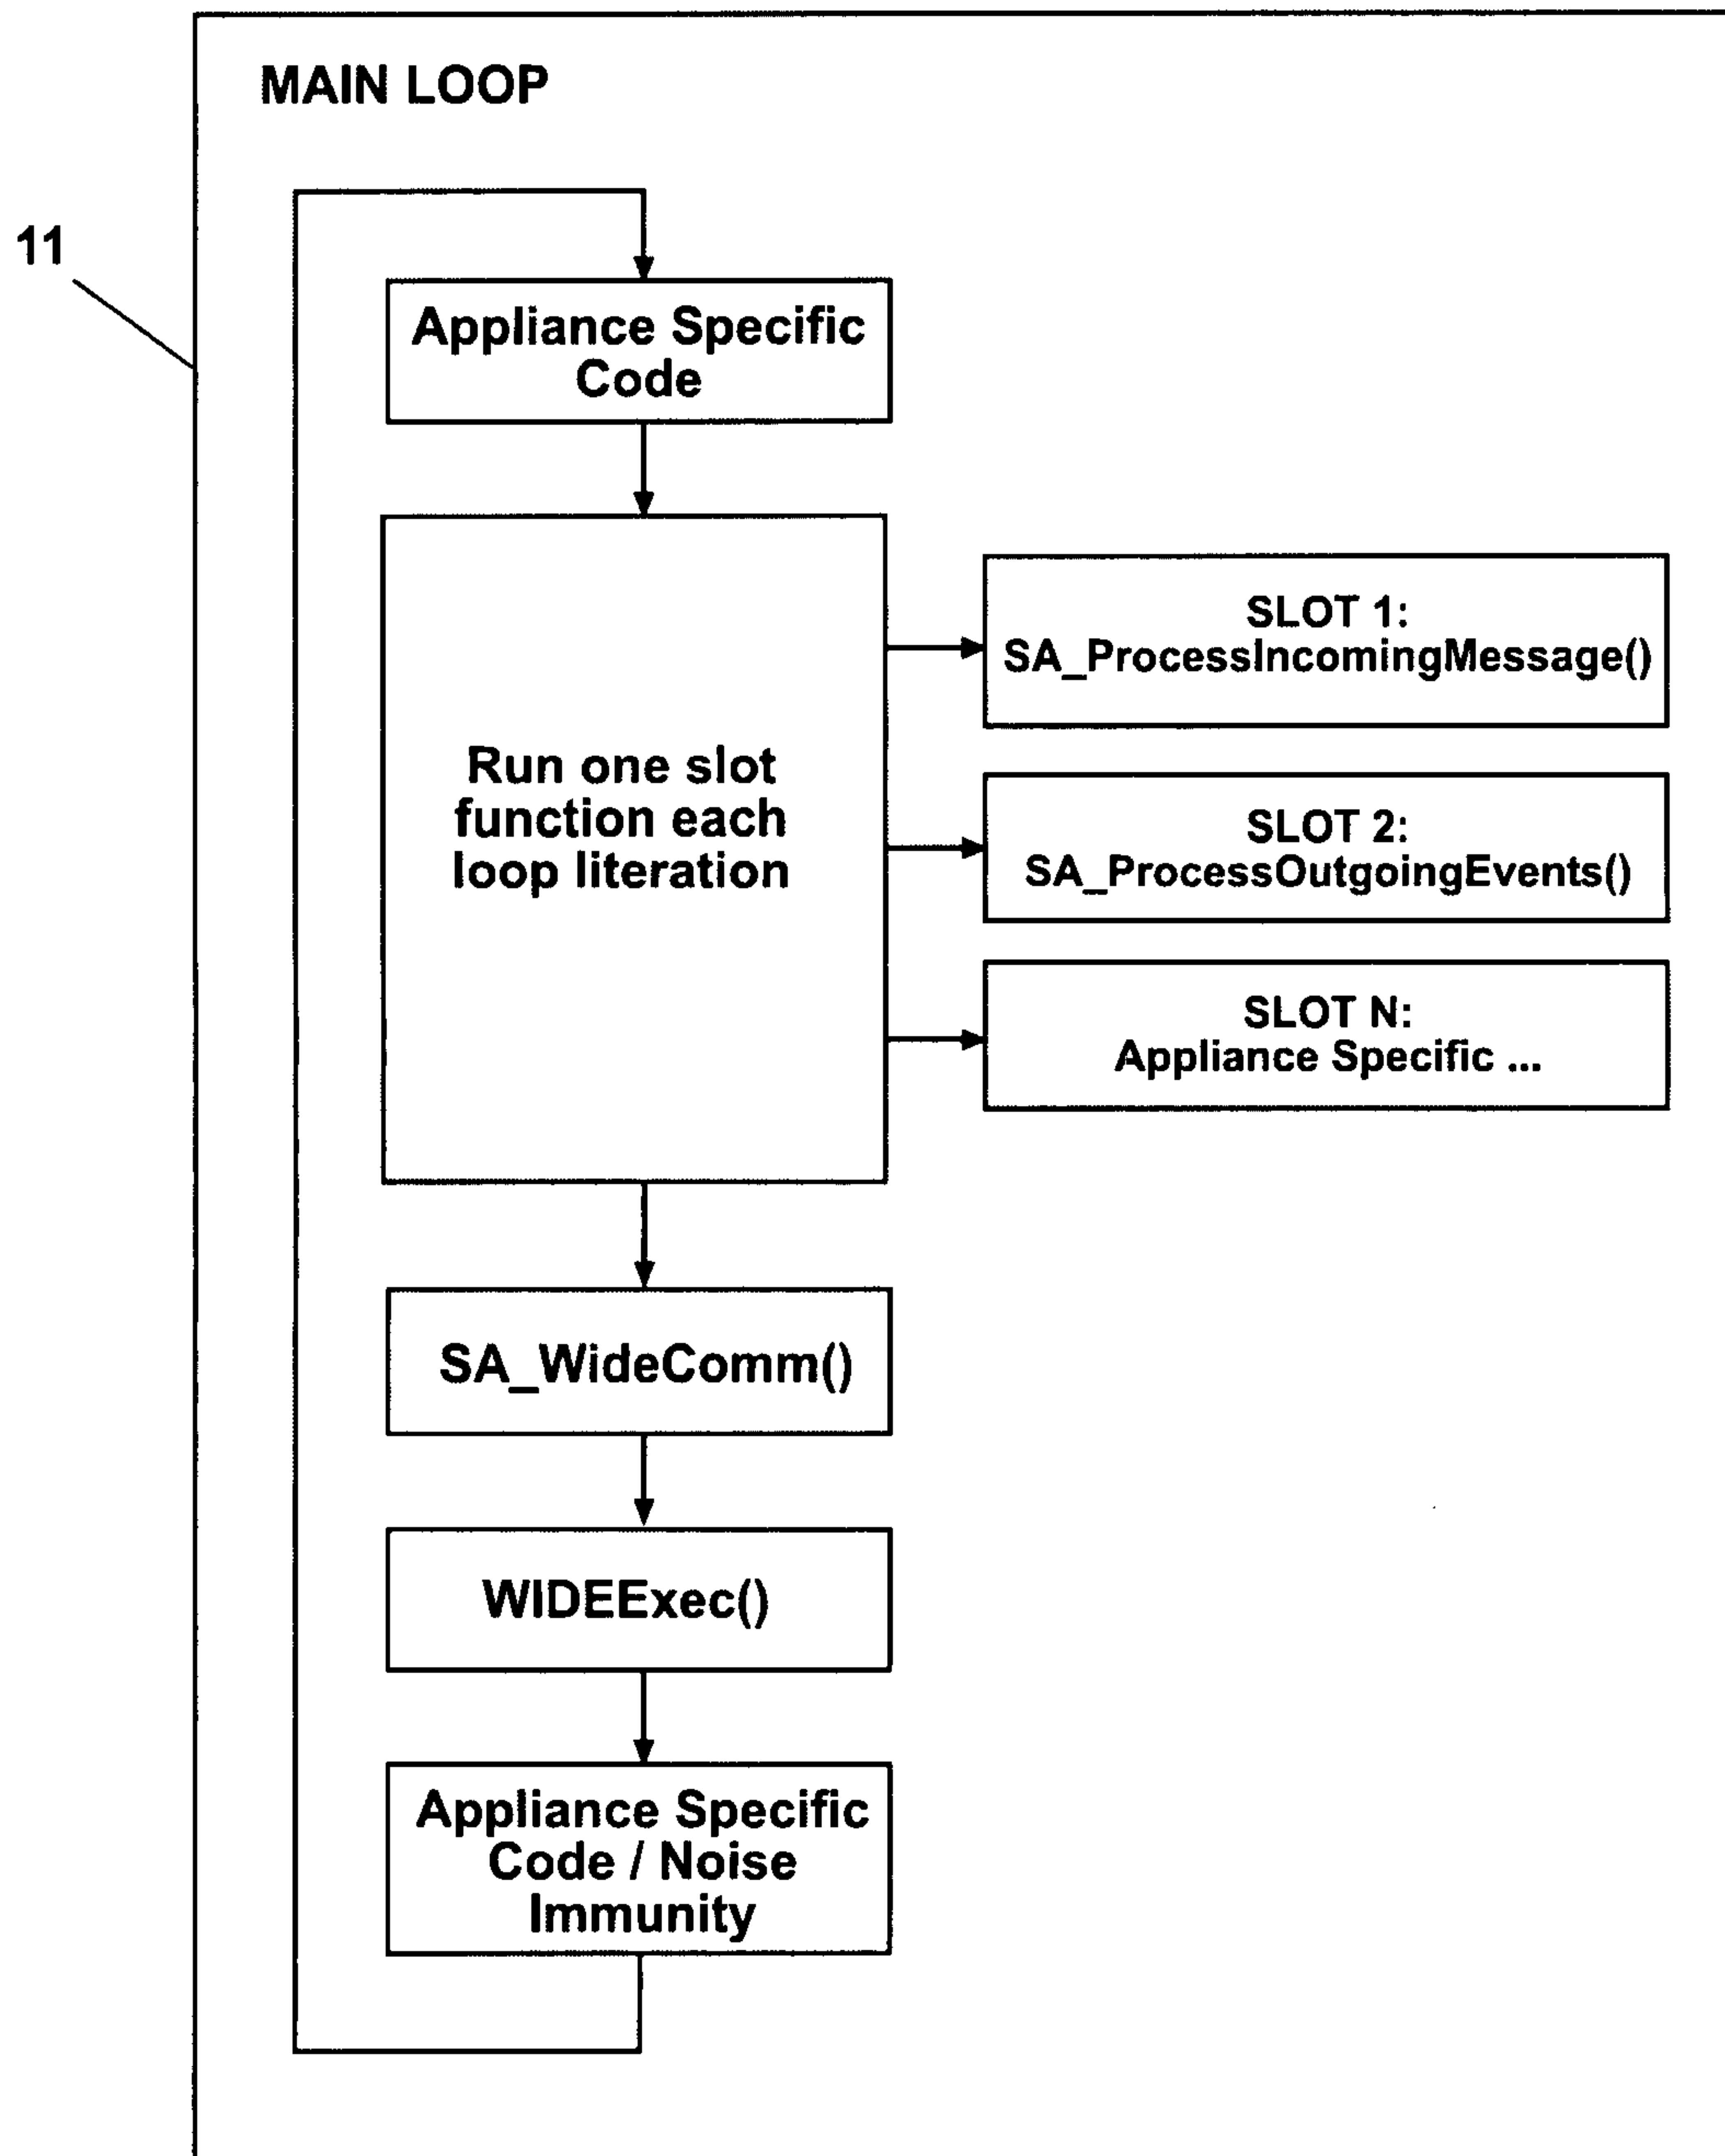 MAIN LOOP
11
Appliance Specific
Code
Run one slot
function each
loop literation
SLOT 1:
SA_ProcessIncomingMessage()
SLOT 2:
SA_ProcessOutgoingEvents()
SLOT N:
Appliance Specific ...
SA_WideComm()
WIDEExec()
Appliance Specific
Code / Noise
Immunity